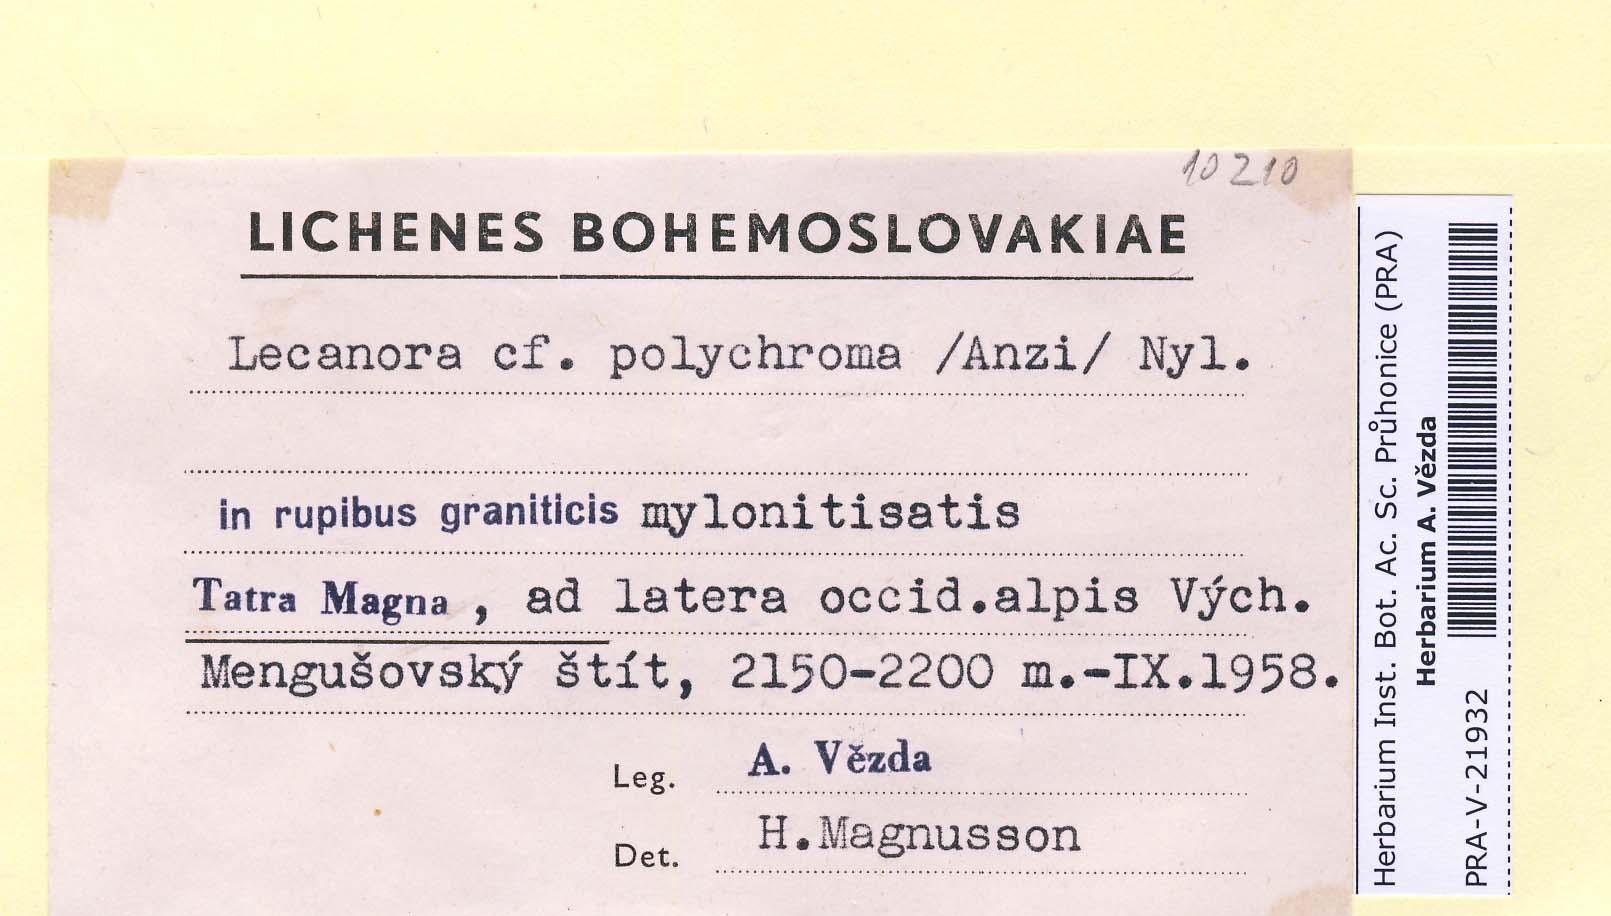 10210
LICHENES BOHEMOSLOVAKIAE
Lecanora cf. polychroma /Anzi/ Nyl.
in rupibus graniticis mylonitisatis
Tatra Magna , ad latera occid.alpis Vých.
Mengušovský štít, 2150-2200 m.-IX.1958.
Leg. A. Vězda
Det. H.Magnusson
Herbarium Inst. Bot. Ac. Sc. Průhonice (PRA)
Herbarium A. Vězda
PRA-V-21932